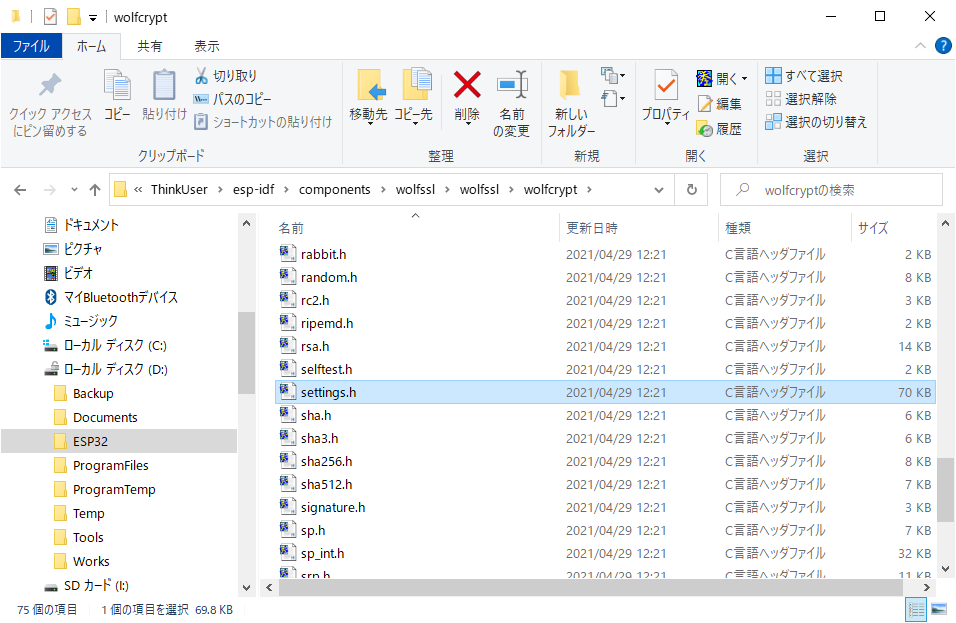 wolfcrypt
ファイル ホーム 共有 表示
クイック アクセス
にピン留めする
コピー
貼り付け
切り取り
パスのコピー
ショートカットの貼り付け
クリップボード
移動先 コピー先 削除 名前
の変更
整理
新しい
フォルダー
新規
プロパティ
開く
編集
履歴
開く
すべて選択
選択解除
選択の切り替え
選択
« ThinkUser › esp-idf › components › wolfssl › wolfssl › wolfcrypt ›
wolfcryptの検索
ドキュメント
ピクチャ
ビデオ
マイBluetoothデバイス
ミュージック
ローカル ディスク (C:)
ローカル ディスク (D:)
Backup
Documents
ESP32
ProgramFiles
ProgramTemp
Temp
Tools
Works
SD カード (I:)
名前 更新日時 種類 サイズ
rabbit.h 2021/04/29 12:21 C言語ヘッダファイル 2 KB
random.h 2021/04/29 12:21 C言語ヘッダファイル 8 KB
rc2.h 2021/04/29 12:21 C言語ヘッダファイル 3 KB
ripemd.h 2021/04/29 12:21 C言語ヘッダファイル 2 KB
rsa.h 2021/04/29 12:21 C言語ヘッダファイル 14 KB
selftest.h 2021/04/29 12:21 C言語ヘッダファイル 2 KB
settings.h 2021/04/29 12:21 C言語ヘッダファイル 70 KB
sha.h 2021/04/29 12:21 C言語ヘッダファイル 6 KB
sha3.h 2021/04/29 12:21 C言語ヘッダファイル 6 KB
sha256.h 2021/04/29 12:21 C言語ヘッダファイル 8 KB
sha512.h 2021/04/29 12:21 C言語ヘッダファイル 7 KB
signature.h 2021/04/29 12:21 C言語ヘッダファイル 3 KB
sp.h 2021/04/29 12:21 C言語ヘッダファイル 7 KB
sp_int.h 2021/04/29 12:21 C言語ヘッダファイル 32 KB
srp.h 2021/04/29 12:21 C言語ヘッダファイル 11 KB
75 個の項目 1 個の項目を選択 69.8 KB